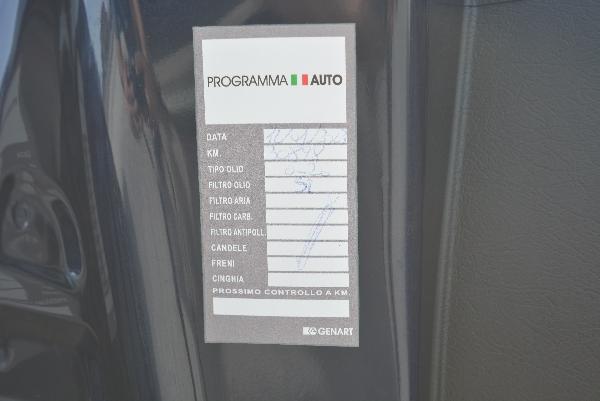 PROGRAMMA AUTO
DATA
KM.
TIPO OLIO
FILTRO OLIO SI
FILTRO ARIA
FILTRO CARB.
FILTRO ANTIPOLL.
CANDELE
FRENI
CINGHIA
PROSSIMO CONTROLLO A KM.
GENART